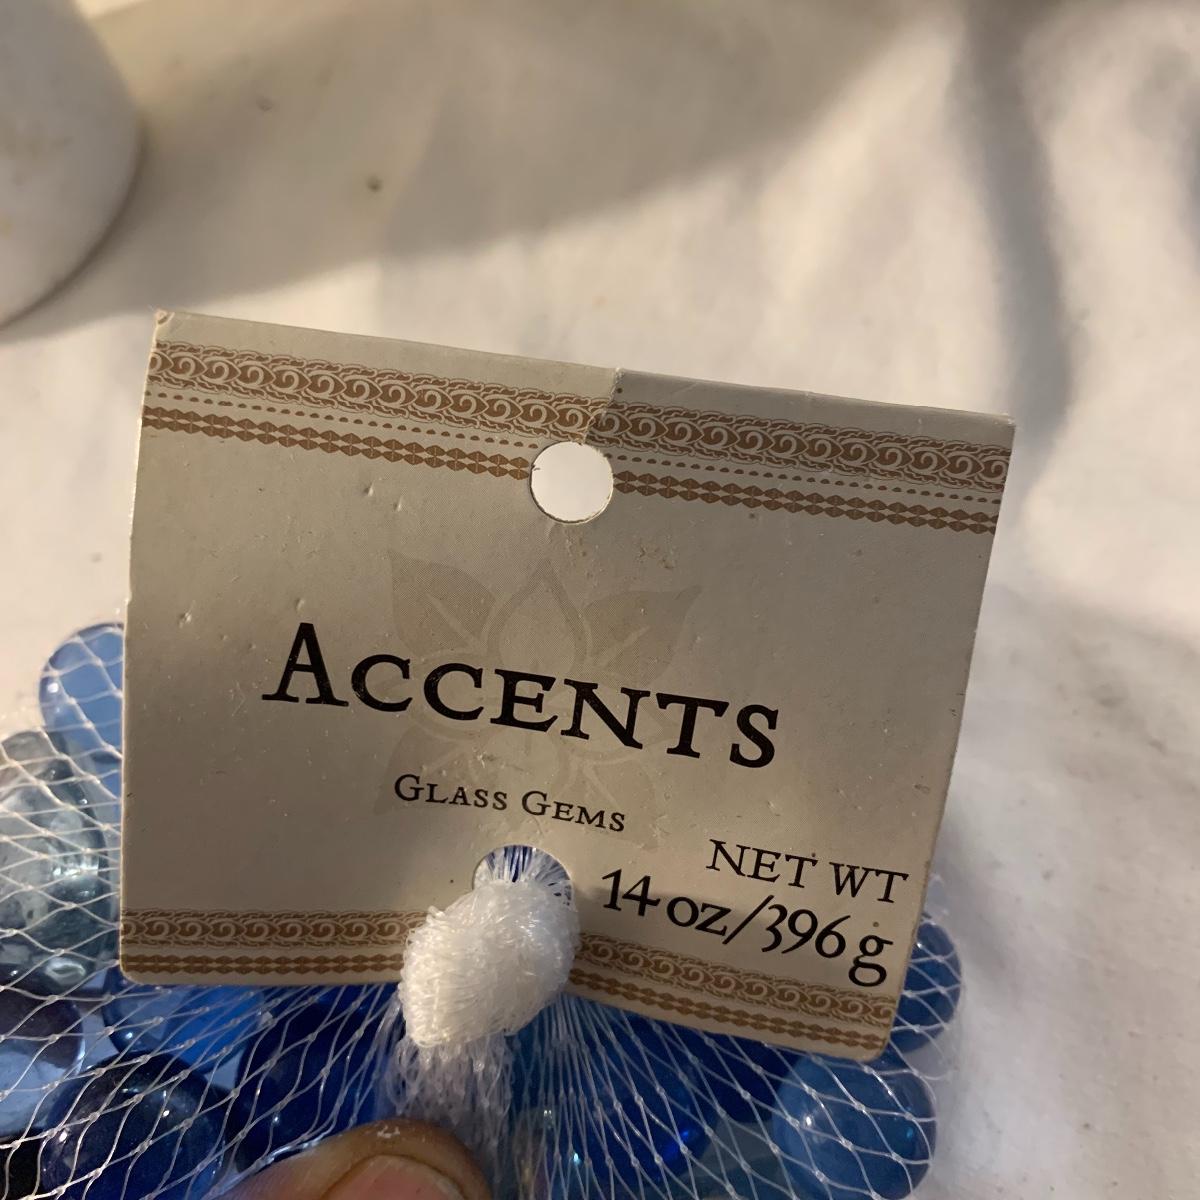 ACCENTS
GLASS GEMS
NET WT
14 oz/396 g